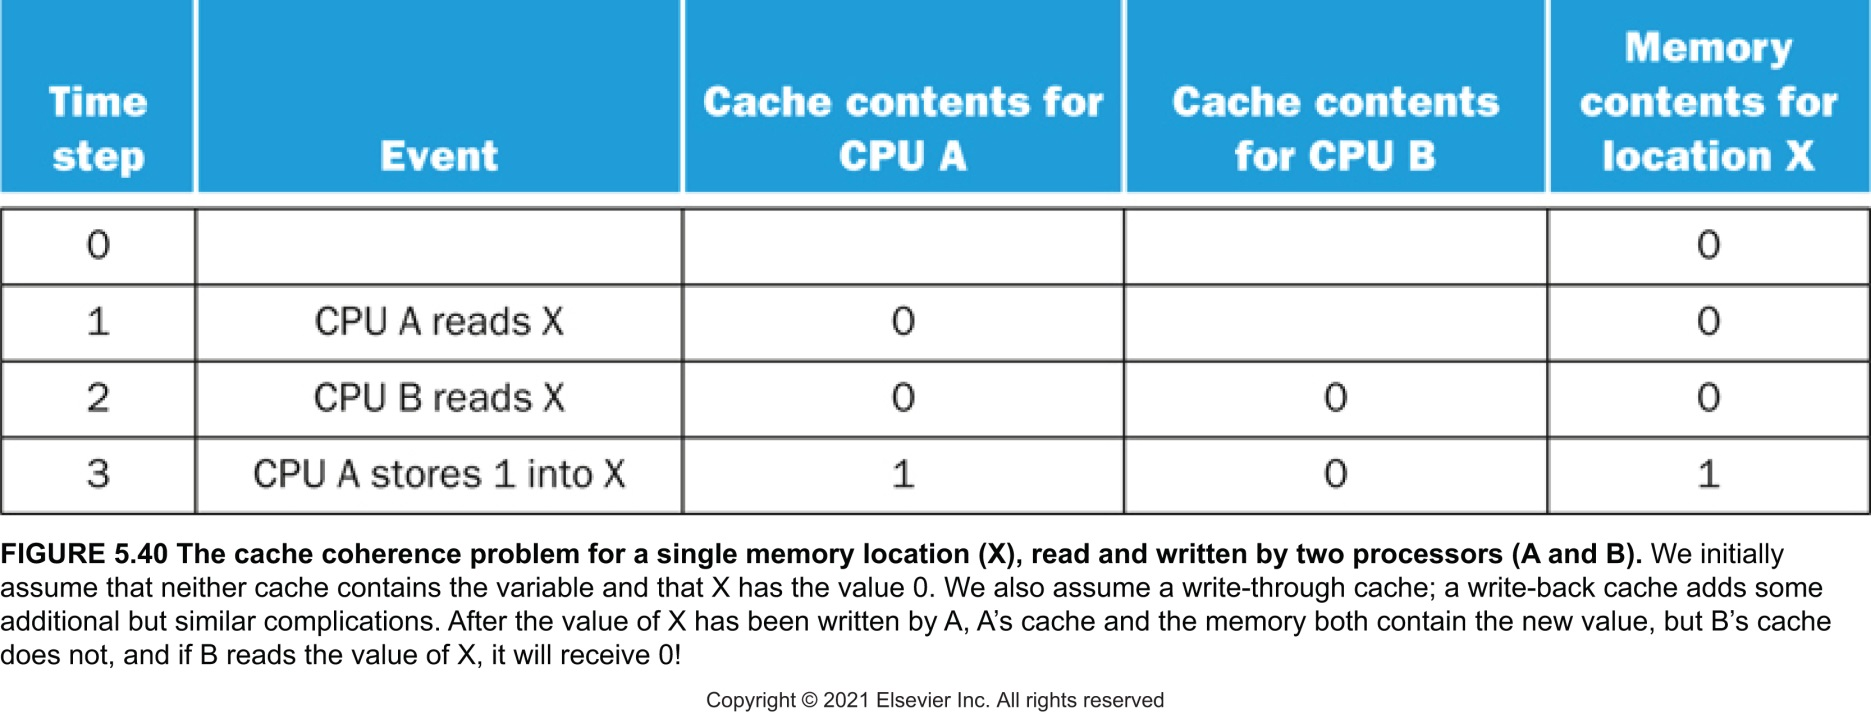 Time step
Event
Cache contents for CPU A
Cache contents for CPU B
Memory contents for location X
0 0
1 CPU A reads X 0 0
2 CPU B reads X 0 0 0
3 CPU A stores 1 into X 1 0 1
FIGURE 5.40 The cache coherence problem for a single memory location (X), read and written by two processors (A and B). We initially
assume that neither cache contains the variable and that X has the value 0. We also assume a write-through cache; a write-back cache adds some
additional but similar complications. After the value of X has been written by A, A’s cache and the memory both contain the new value, but B’s cache
does not, and if B reads the value of X, it will receive 0!
Copyright © 2021 Elsevier Inc. All rights reserved